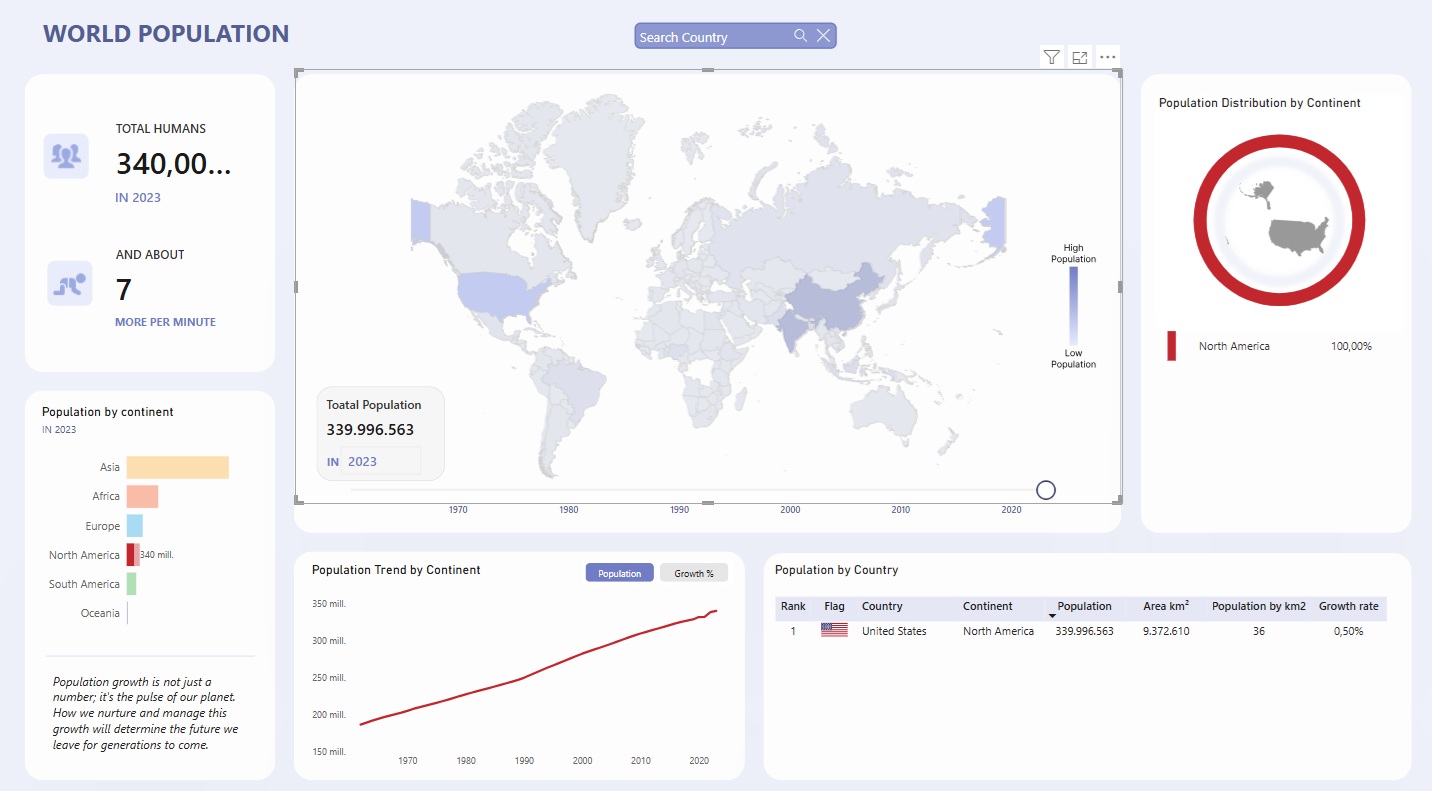 WORLD POPULATION
Search Country
TOTAL HUMANS
340,00...
IN 2023
AND ABOUT
7
MORE PER MINUTE
Population by continent
IN 2023
Asia
Africa
Europe
North America 340 mill.
South America
Oceania
Population growth is not just a
number; it's the pulse of our planet.
How we nurture and manage this
growth will determine the future we
leave for generations to come.
High
Population
Low
Population
Toatal Population
339.996.563
IN 2023
1970 1980 1990 2000 2010 2020
Population Distribution by Continent
North America 100,00%
Population Trend by Continent
Population Growth %
350 mill.
300 mill.
250 mill.
200 mill.
150 mill.
1970 1980 1990 2000 2010 2020
Population by Country
Rank Flag Country Continent Population Area km² Population by km2 Growth rate
1 United States North America 339.996.563 9.372.610 36 0,50%